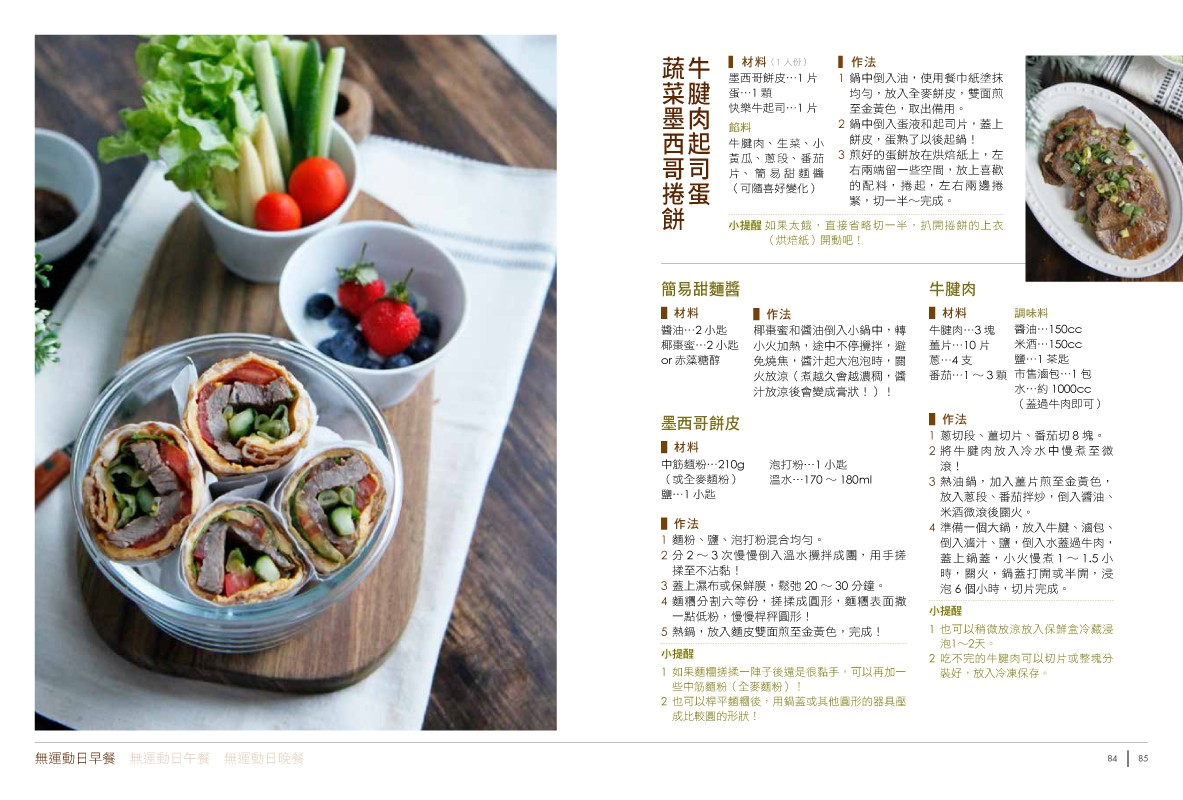 牛腱肉起司蛋
蔬菜墨西哥捲餅
材料（1 人份）
墨西哥餅皮…1 片
蛋…1 顆
快樂牛起司…1 片
餡料
牛腱肉、生菜、小
黃瓜、蔥段、番茄
片、簡易甜麵醬
（可隨喜好變化）
作法
1 鍋中倒入油，使用餐巾紙塗抹
均勻，放入全麥餅皮，雙面煎
至金黃色，取出備用。
2 鍋中倒入蛋液和起司片，蓋上
餅皮，蛋熟了以後起鍋！
3 煎好的蛋餅放在烘焙紙上，左
右兩端留一些空間，放上喜歡
的配料，捲起，左右兩邊捲
緊，切一半～完成。
小提醒 如果太餓，直接省略切一半，扒開捲餅的上衣
（烘焙紙）開動吧！
簡易甜麵醬
材料
醬油…2 小匙
椰棗蜜…2 小匙
or 赤藻糖醇
作法
椰棗蜜和醬油倒入小鍋中，轉
小火加熱，途中不停攪拌，避
免燒焦，醬汁起大泡泡時，關
火放涼（煮越久會越濃稠，醬
汁放涼後會變成膏狀！）！
墨西哥餅皮
材料
中筋麵粉…210g
（或全麥麵粉）
鹽…1 小匙
泡打粉…1 小匙
溫水…170 ～ 180ml
作法
1 麵粉、鹽、泡打粉混合均勻。
2 分 2 ～ 3 次慢慢倒入溫水攪拌成團，用手搓
揉至不沾黏！
3 蓋上濕布或保鮮膜，鬆弛 20 ～ 30 分鐘。
4 麵糰分割六等份，搓揉成圓形，麵糰表面撒
一點低粉，慢慢桿秤圓形！
5 熱鍋，放入麵皮雙面煎至金黃色，完成！
小提醒
1 如果麵糰搓揉一陣子後還是很黏手，可以再加一
些中筋麵粉（全麥麵粉）！
2 也可以桿平麵糰後，用鍋蓋或其他圓形的器具壓
成比較圓的形狀！
牛腱肉
材料
牛腱肉…3 塊
薑片…10 片
蔥…4 支
番茄…1 ～ 3 顆
調味料
醬油…150cc
米酒…150cc
鹽…1 茶匙
市售滷包…1 包
水…約 1000cc
（蓋過牛肉即可）
作法
1 蔥切段、薑切片、番茄切 8 塊。
2 將牛腱肉放入冷水中慢煮至微
滾！
3 熱油鍋，加入薑片煎至金黃色，
放入蔥段、番茄拌炒，倒入醬油、
米酒微滾後關火。
4 準備一個大鍋，放入牛腱、滷包、
倒入滷汁、鹽，倒入水蓋過牛肉，
蓋上鍋蓋，小火慢煮 1 ～ 1.5 小
時，關火，鍋蓋打開或半開，浸
泡 6 個小時，切片完成。
小提醒
1 也可以稍微放涼放入保鮮盒冷藏浸
泡1～2天。
2 吃不完的牛腱肉可以切片或整塊分
裝好，放入冷凍保存。
無運動日早餐 無運動日午餐 無運動日晚餐
84 85